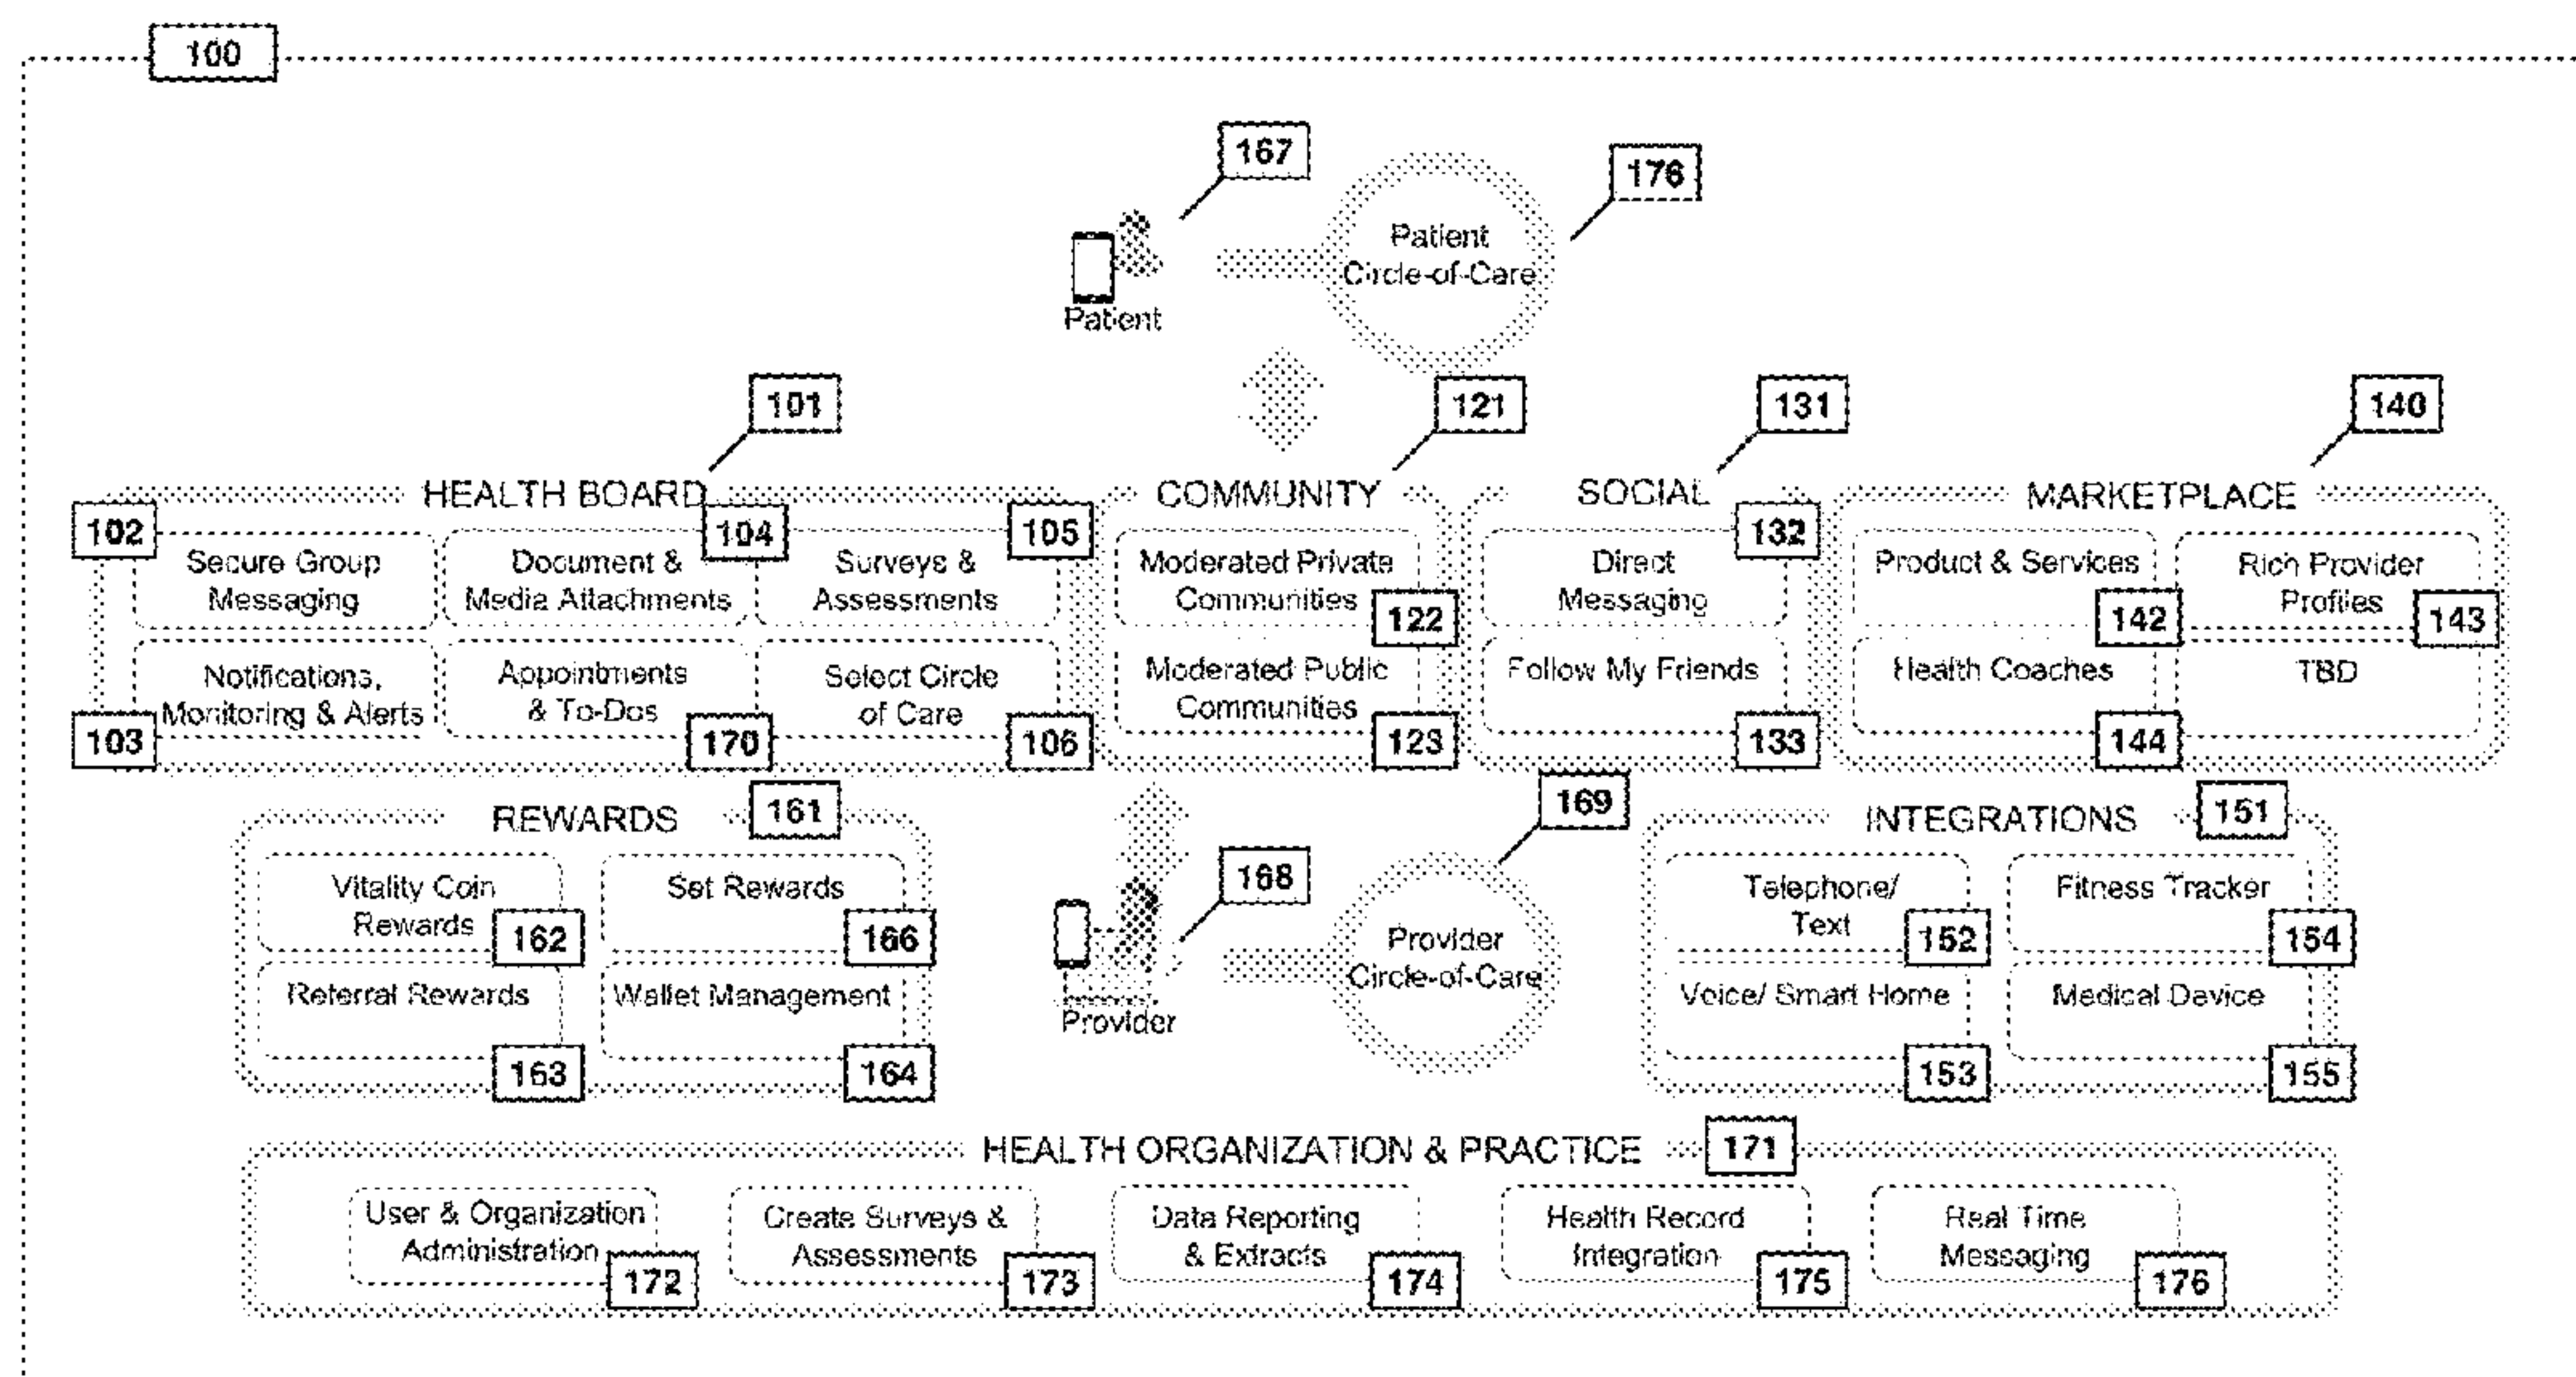 100
167
176
Patient
Circle-of-Care
Patient
101
121
131
140
HEALTH BOARD
COMMUNITY
SOCIAL
MARKETPLACE
102
104
105
132
Secure Group
Messaging
Document &
Media Attachments
Surveys &
Assessments
Moderated Private
Communities
122
Direct
Messaging
Product & Services
142
Rich Provider
Profiles
143
Notifications,
Monitoring & Alerts
103
Appointments
& To-Dos
170
Select Circle
of Care
106
Moderated Public
Communities
123
Follow My Friends
133
Health Coaches
144
TBD
REWARDS
161
169
INTEGRATIONS
151
Vitality Coin
Rewards
162
Set Rewards
166
168
Provider
Circle-of-Care
Provider
Telephone/
Text
152
Fitness Tracker
154
Referral Rewards
163
Wallet Management
164
Voice/ Smart Home
153
Medical Device
155
HEALTH ORGANIZATION & PRACTICE
171
User & Organization
Administration
172
Create Surveys &
Assessments
173
Data Reporting
& Extracts
174
Health Record
Integration
175
Real Time
Messaging
176